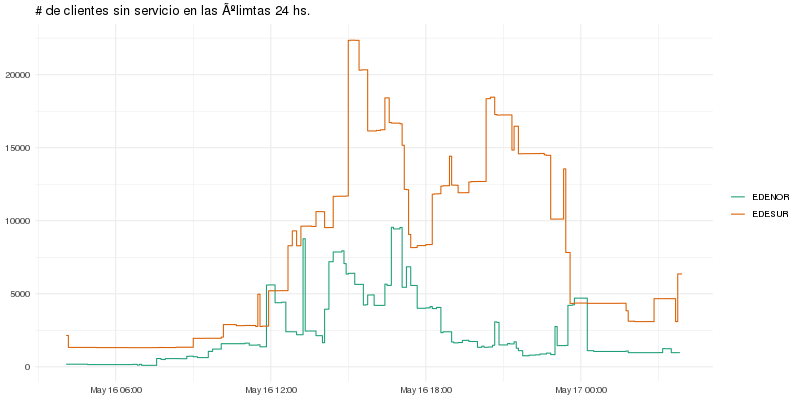 # de clientes sin servicio en las Ãºlimtas 24 hs.
20000
15000
10000
5000
0
May 16 06:00
May 16 12:00
May 16 18:00
May 17 00:00
EDENOR
EDESUR